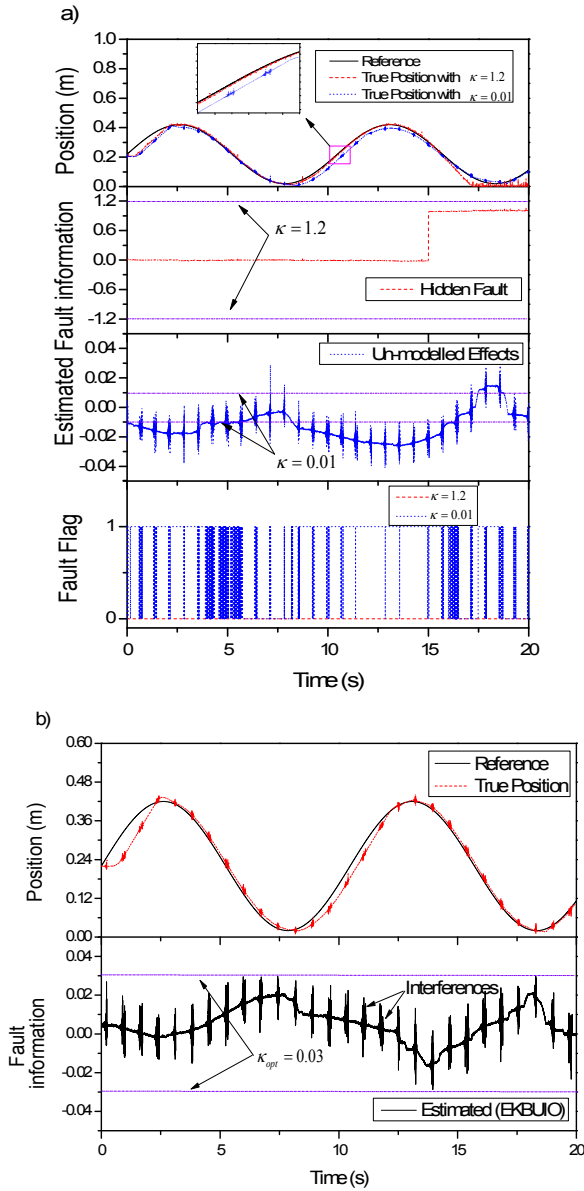 a)
1.0
0.8
0.6
0.4
0.2
0.0
Position (m)
Reference
True Position with κ = 1.2
True Position with κ = 0.01
1.2
0.6
0.0
-0.6
-1.2
κ = 1.2
Hidden Fault
Estimated Fault information
0.04
0.02
0.00
-0.02
-0.04
Un-modelled Effects
κ = 0.01
1
0
Fault Flag
κ = 1.2
κ = 0.01
0 5 10 15 20
Time (s)
b)
0.60
0.48
0.36
0.24
0.12
0.00
Position (m)
Reference
True Position
0.04
0.02
0.00
-0.02
-0.04
Fault
information
Interferences
κopt = 0.03
Estimated (EKBUIO)
0 5 10 15 20
Time (s)